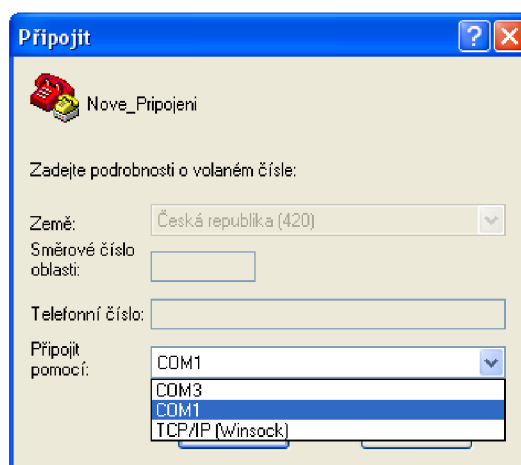 Připojit
Nove_Pripojeni
Zadejte podrobnosti o volaném čísle:
Země:
Česká republika (420)
Směrové číslo
oblasti:
Telefonní číslo:
Připojit
pomocí:
COM1
COM3
COM1
TCP/IP (Winsock)